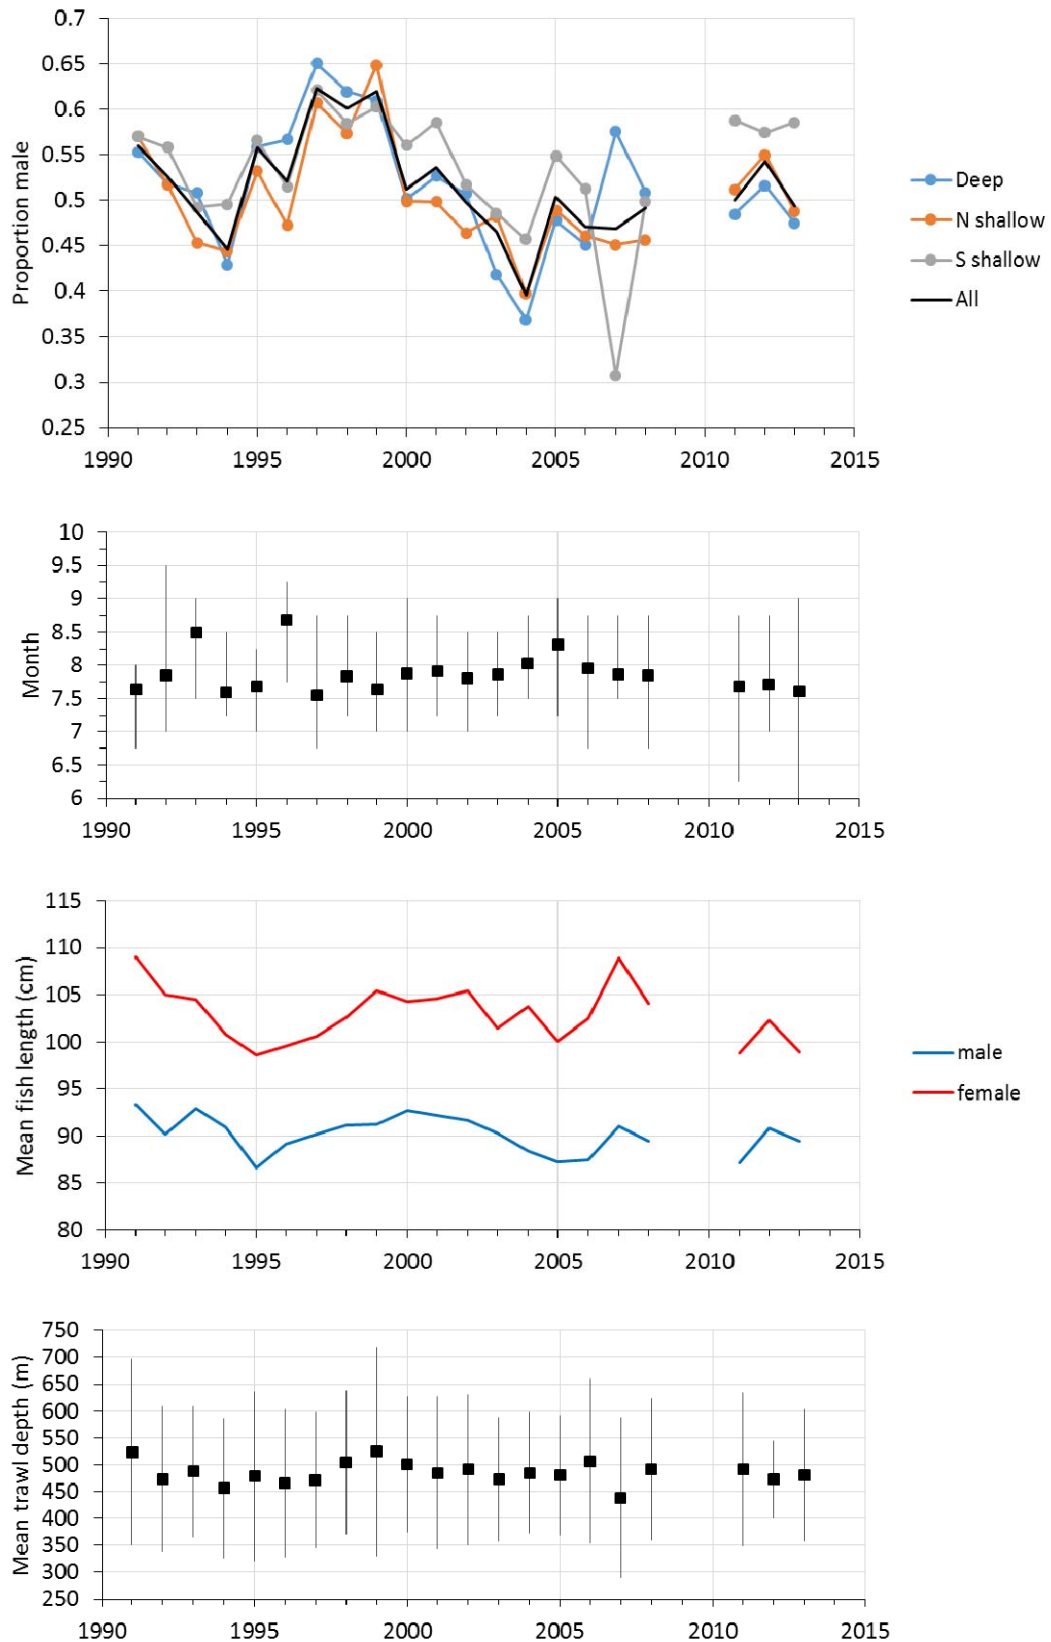 Proportion male
0.7
0.65
0.6
0.55
0.5
0.45
0.4
0.35
0.3
0.25
1990 1995 2000 2005 2010 2015
Deep
N shallow
S shallow
All
Month
10
9.5
9
8.5
8
7.5
7
6.5
6
1990 1995 2000 2005 2010 2015
Mean fish length (cm)
115
110
105
100
95
90
85
80
1990 1995 2000 2005 2010 2015
male
female
Mean trawl depth (m)
750
700
650
600
550
500
450
400
350
300
250
1990 1995 2000 2005 2010 2015